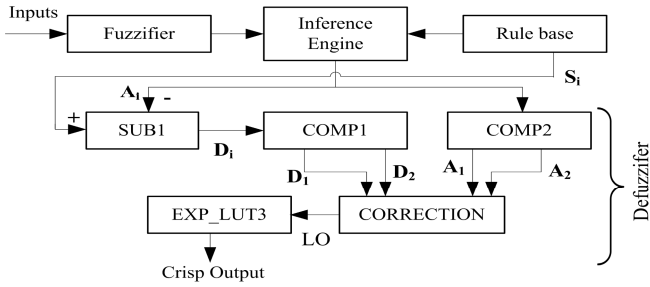 Inputs
Fuzzifier
Inference
Engine
Rule base
Si
Ai
-
+
SUB1
Di
COMP1
COMP2
D1
D2
A1
A2
EXP_LUT3
LO
CORRECTION
Crisp Output
Defuzzifer